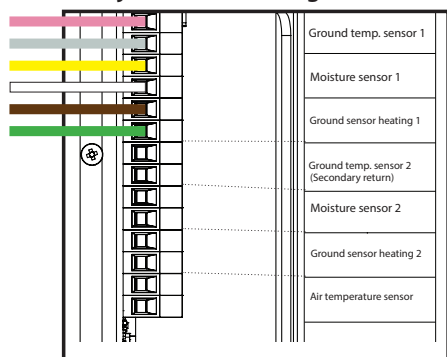 Ground temp. sensor 1
Moisture sensor 1
Ground sensor heating 1
Ground temp. sensor 2
(Secondary return)
Moisture sensor 2
Ground sensor heating 2
Air temperature sensor